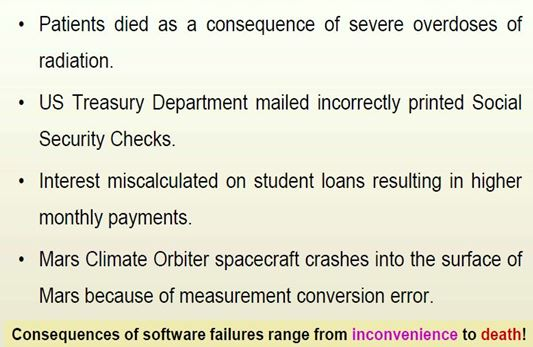 • Patients died as a consequence of severe overdoses of
radiation.
• US Treasury Department mailed incorrectly printed Social
Security Checks.
• Interest miscalculated on student loans resulting in higher
monthly payments.
• Mars Climate Orbiter spacecraft crashes into the surface of
Mars because of measurement conversion error.
Consequences of software failures range from inconvenience to death!